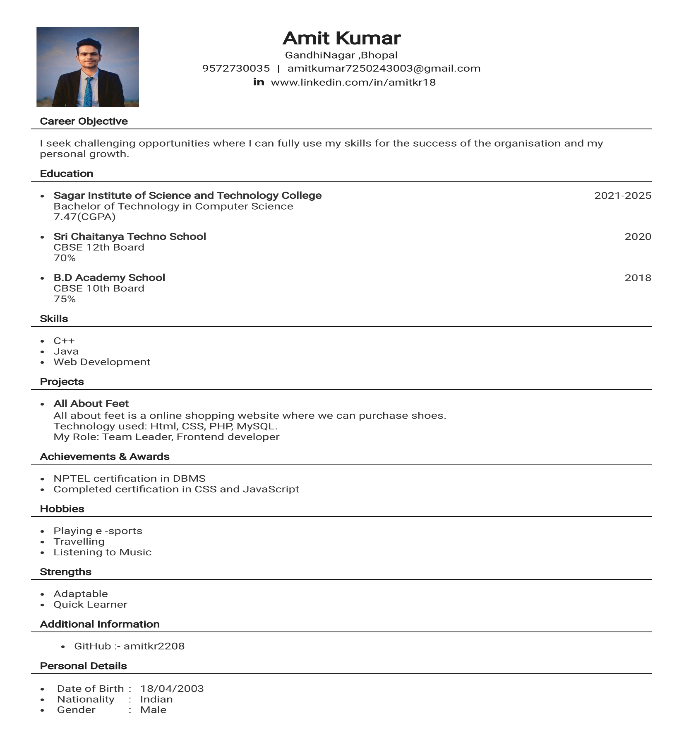 Amit Kumar
GandhiNagar ,Bhopal
9572730035 | amitkumar7250243003@gmail.com
in www.linkedin.com/in/amitkr18
Career Objective
I seek challenging opportunities where I can fully use my skills for the success of the organisation and my
personal growth.
Education
• Sagar Institute of Science and Technology College 2021-2025
Bachelor of Technology in Computer Science
7.47(CGPA)
• Sri Chaitanya Techno School 2020
CBSE 12th Board
70%
• B.D Academy School 2018
CBSE 10th Board
75%
Skills
• C++
• Java
• Web Development
Projects
• All About Feet
All about feet is a online shopping website where we can purchase shoes.
Technology used: Html, CSS, PHP, MySQL.
My Role: Team Leader, Frontend developer
Achievements & Awards
• NPTEL certification in DBMS
• Completed certification in CSS and JavaScript
Hobbies
• Playing e -sports
• Travelling
• Listening to Music
Strengths
• Adaptable
• Quick Learner
Additional Information
• GitHub :- amitkr2208
Personal Details
• Date of Birth : 18/04/2003
• Nationality : Indian
• Gender : Male